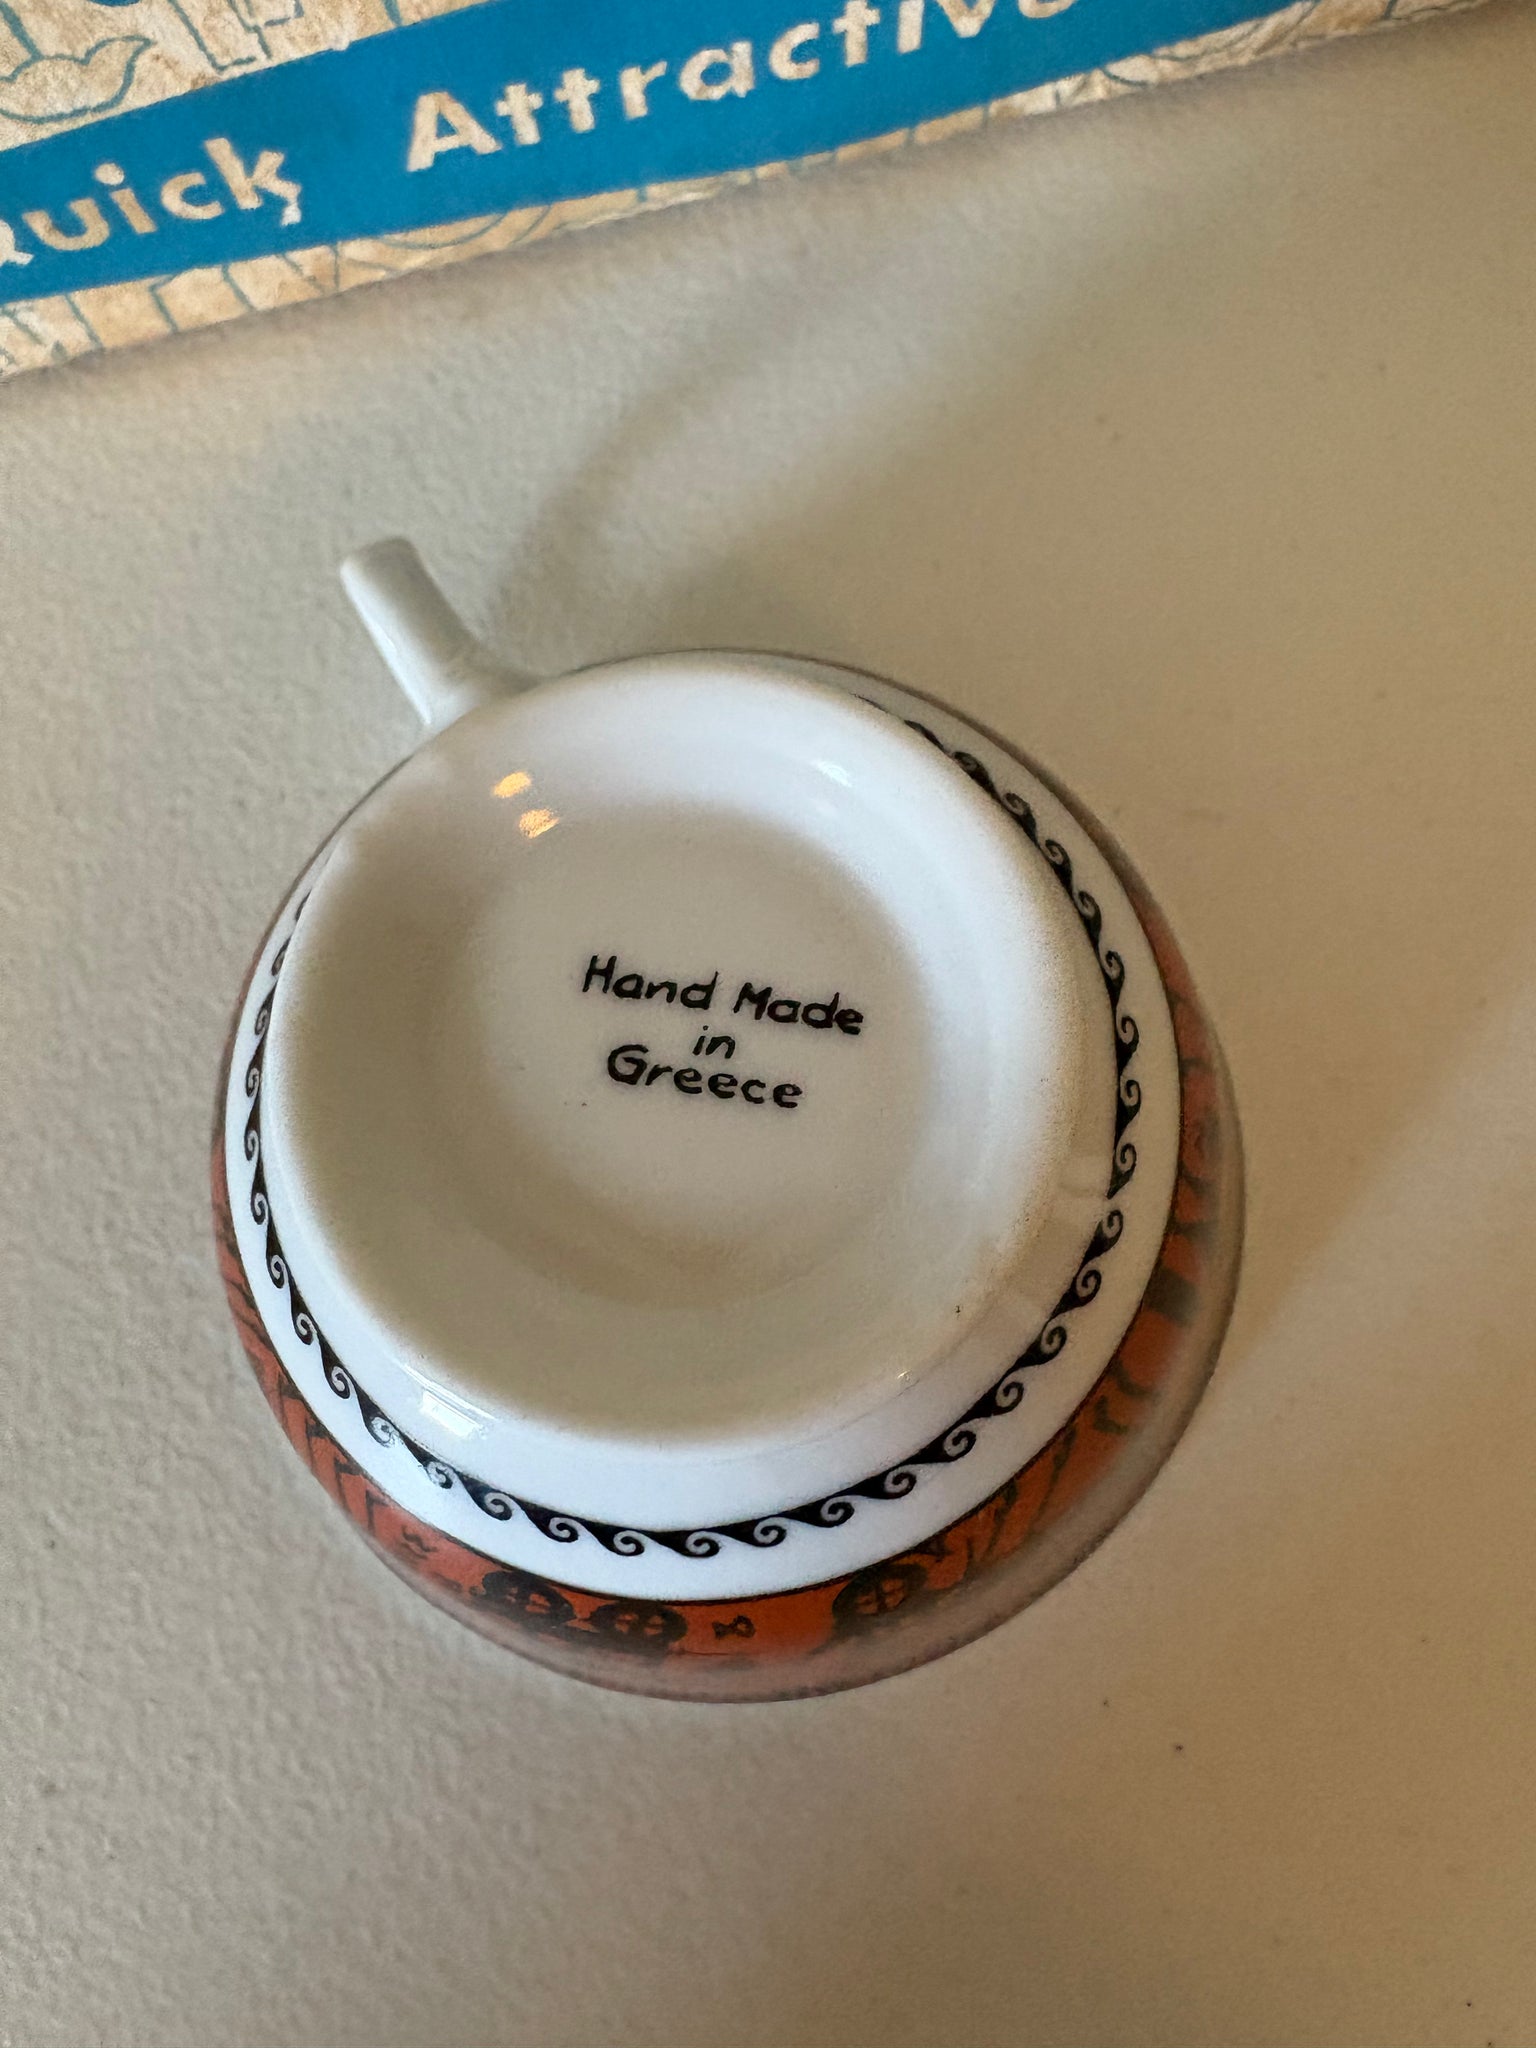 Quick Attractive
Hand Made
in
Greece